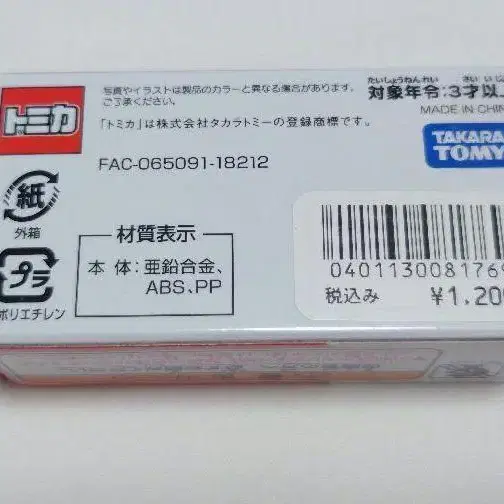 トミカ
写真やイラストは製品のカラーと異なる場合があります。
ご了承ください。
「トミカ」は株式会社タカラトミーの登録商標です。
FAC-065091-18212
たいしょうねんれい
対象年令:3才以
MADE IN CHIN
TAKARA
TOMY
紙
外箱
プラ
ポリエチレン
材質表示
本 体:亜鉛合金、
ABS、PP
040113008176
税込み ¥1.20